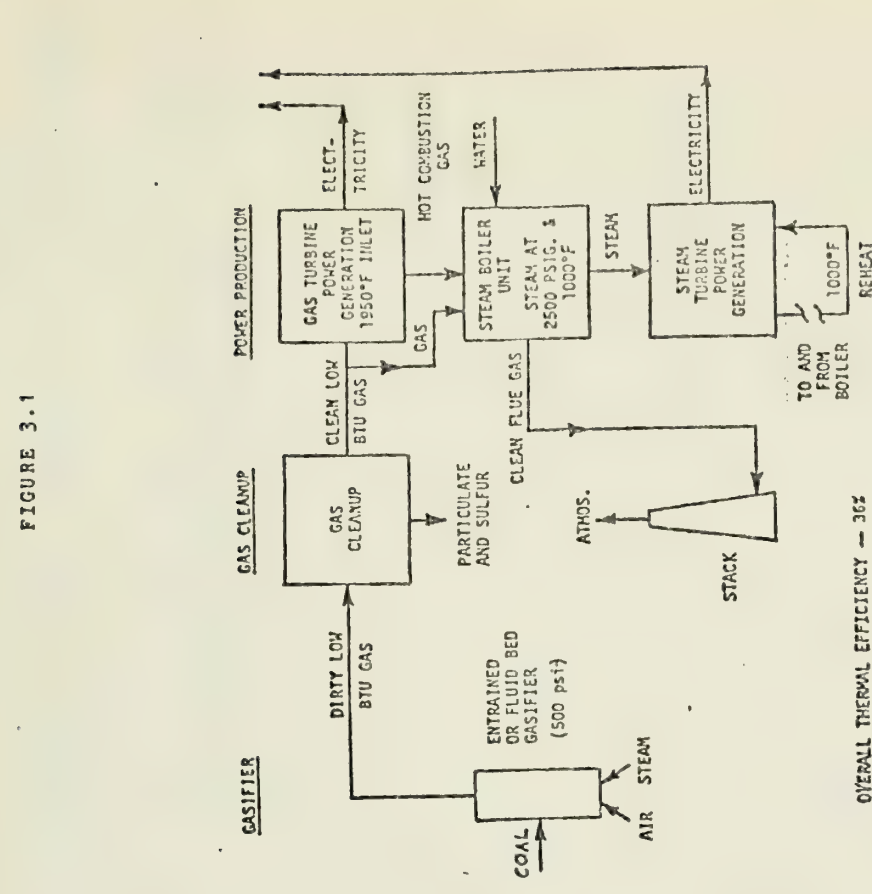 FIGURE 3.1
GASIFIER
GAS CLEANUP
POWER PRODUCTION
COAL
AIR
STEAM
ENTRAINED
OR FLUID BED
GASIFIER
(500 psi)
DIRTY LOW
BTU GAS
GAS
CLEANUP
PARTICULATE
AND SULFUR
CLEAN LOW
BTU GAS
GAS
GAS TURBINE
POWER
GENERATION
1950°F INLET
ELECT-
TRICITY
HOT COMBUSTION
GAS
WATER
STEAM BOILER
UNIT
STEAM AT
2500 PSIG. &
1000°F
CLEAN FLUE GAS
ATMOS.
STACK
STEAM
STEAM
TURBINE
POWER
GENERATION
ELECTRICITY
TO AND
FROM
BOILER
1000°F
REHEAT
OVERALL THERMAL EFFICIENCY — 36%